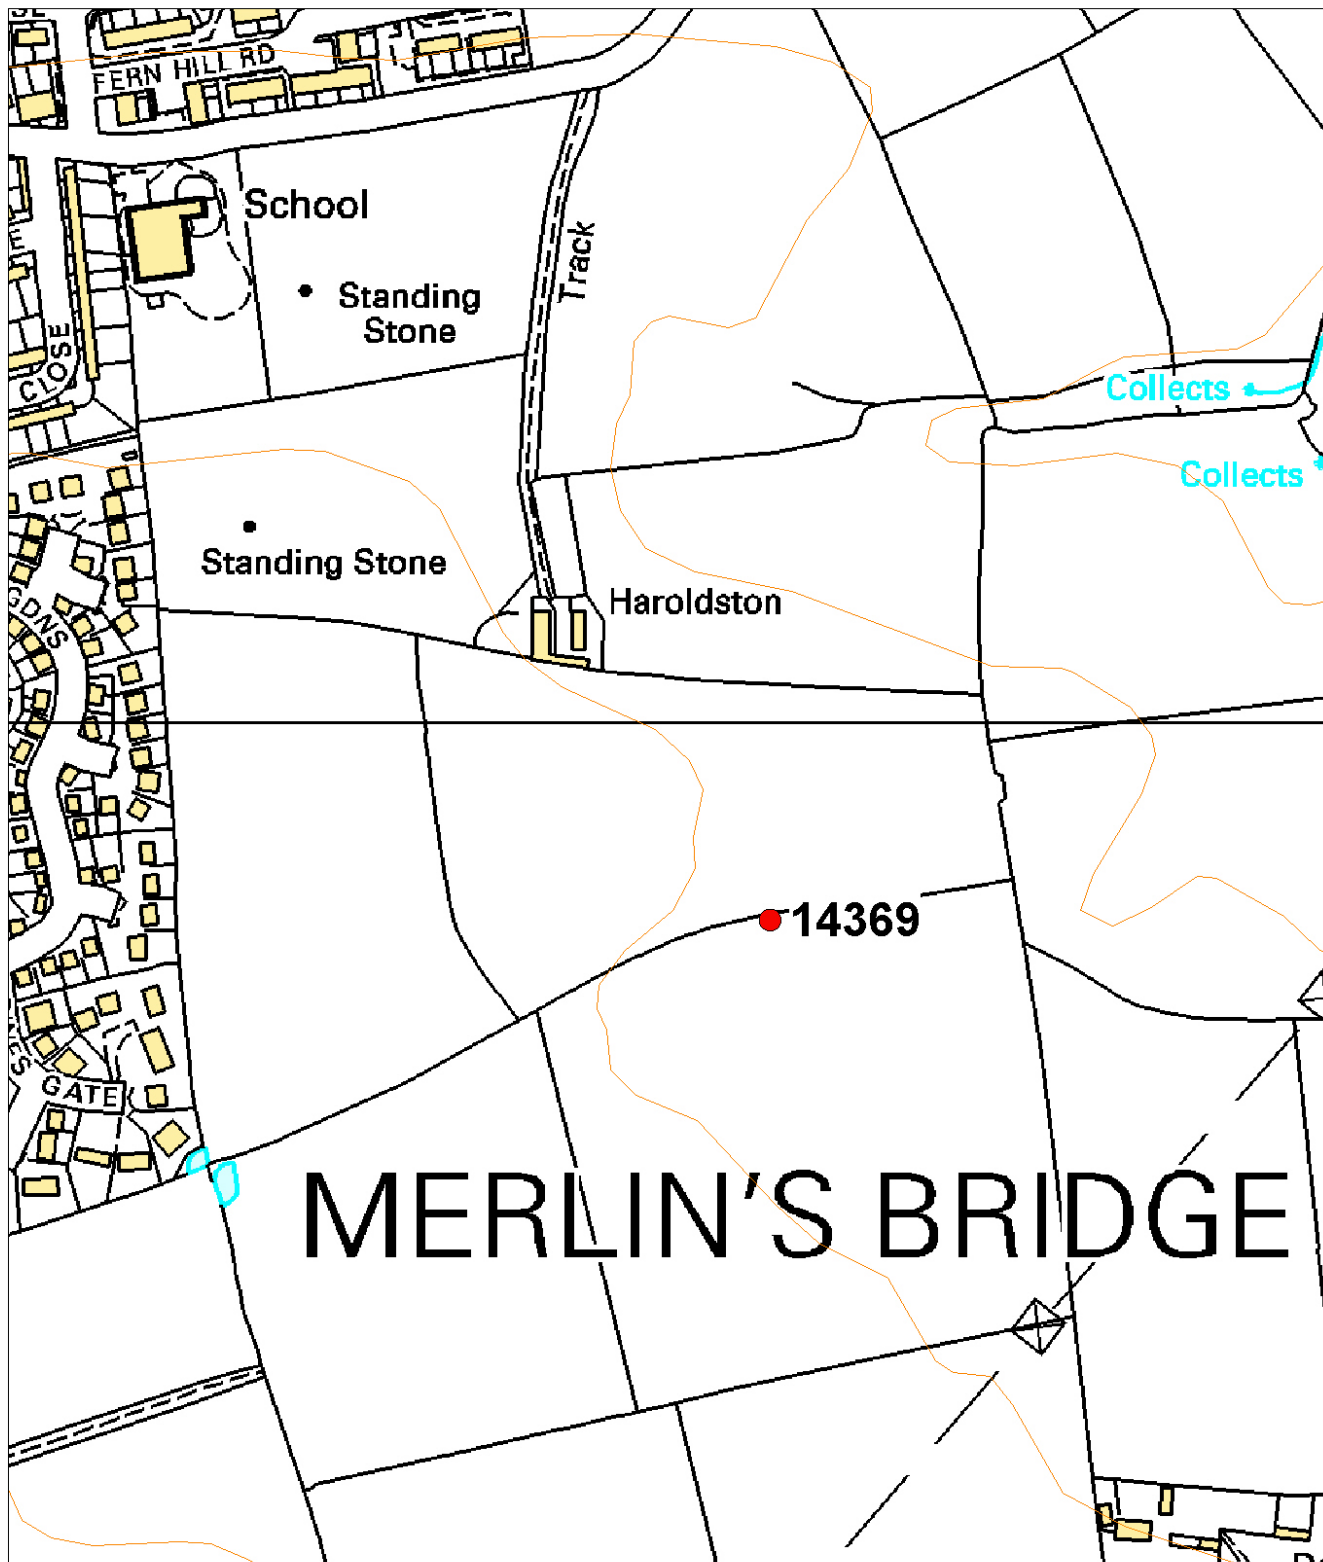 FERN HILL RD
School
Track
Standing
Stone
CLOSE
Collects
Collects
Standing Stone
GDNS
Haroldston
14369
GATE
MERLIN'S BRIDGE